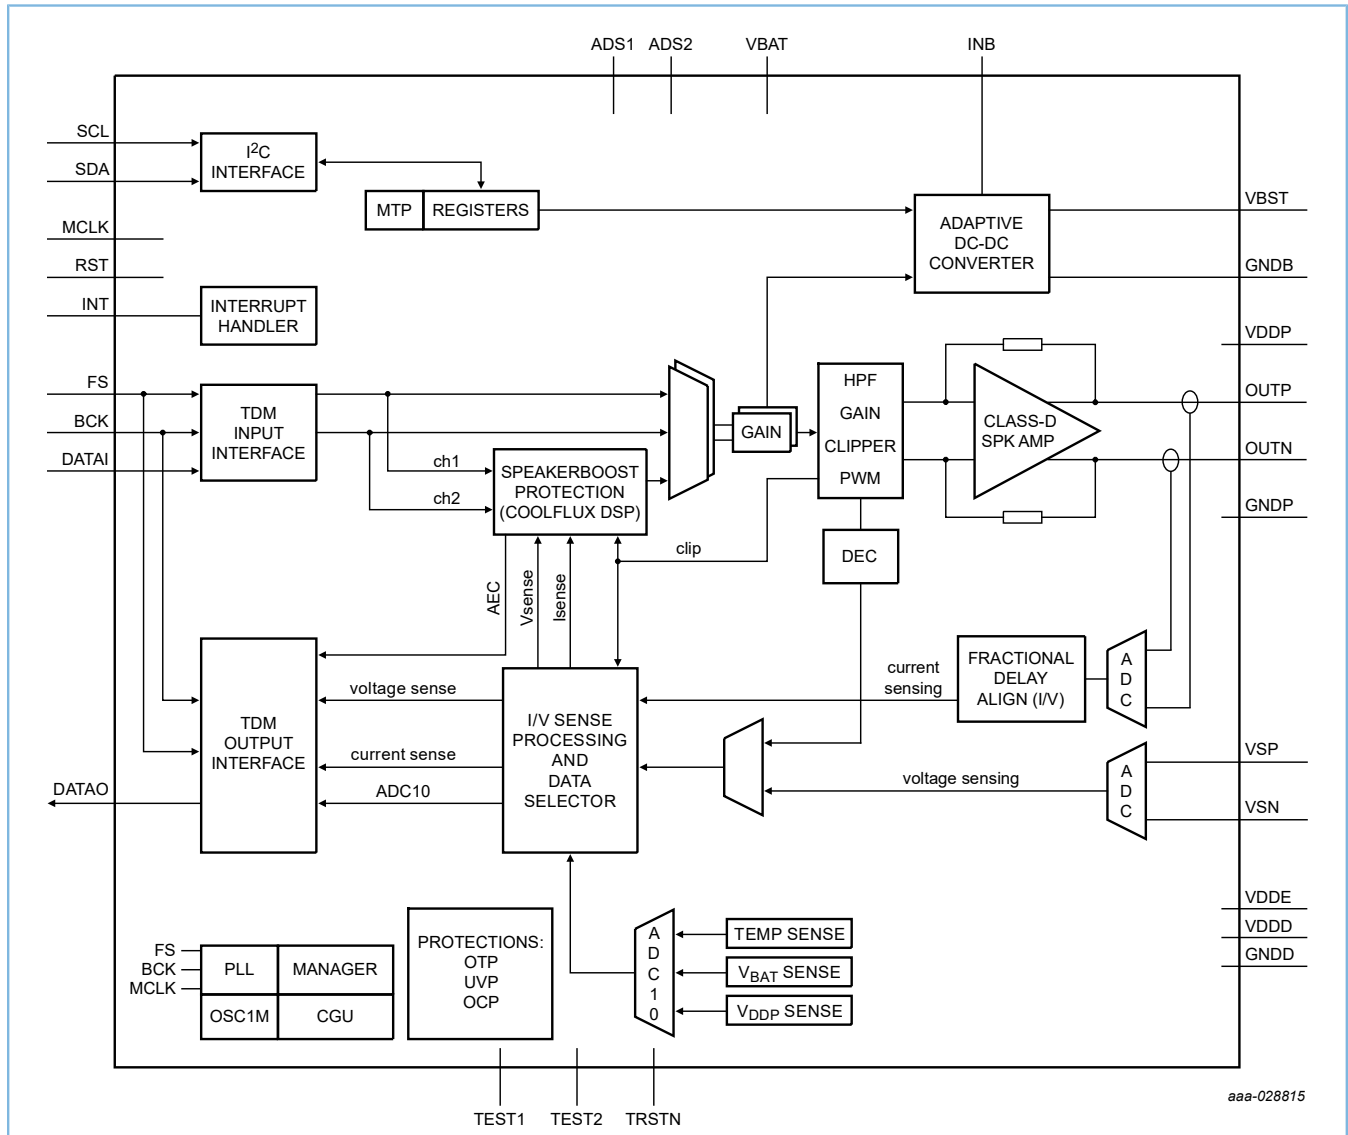 ADS1 ADS2 VBAT INB
SCL
SDA
I2C
INTERFACE
MTP REGISTERS
MCLK
RST
INT
INTERRUPT
HANDLER
ADAPTIVE
DC-DC
CONVERTER
VBST
GNDB
VDDP
FS
BCK
DATAI
TDM
INPUT
INTERFACE
ch1
ch2
SPEAKERBOOST
PROTECTION
(COOLFLUX DSP)
GAIN
HPF
GAIN
CLIPPER
PWM
CLASS-D
SPK AMP
OUTP
OUTN
GNDP
clip
DEC
AEC
Vsense
Isense
TDM
OUTPUT
INTERFACE
DATAO
voltage sense
current sense
ADC10
I/V SENSE
PROCESSING
AND
DATA
SELECTOR
current
sensing
FRACTIONAL
DELAY
ALIGN (I/V)
A
D
C
voltage sensing
A
D
C
VSP
VSN
VDDE
VDDD
GNDD
FS
BCK
MCLK
PLL MANAGER
OSC1M CGU
PROTECTIONS:
OTP
UVP
OCP
A
D
C
1
0
TEMP SENSE
VBAT SENSE
VDDP SENSE
TEST1 TEST2 TRSTN
aaa-028815